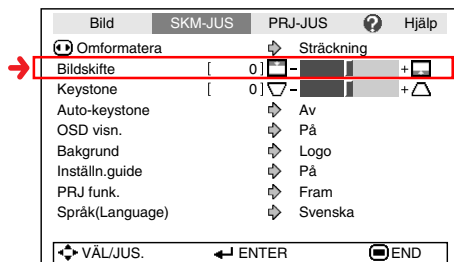 Bild SKM-JUS PRJ-JUS ? Hjälp
Omformatera Sträckning
Bildskifte [ 0] - +
Keystone [ 0] - +
Auto-keystone Av
OSD visn. På
Bakgrund Logo
Inställn.guide På
PRJ funk. Fram
Språk(Language) Svenska
VÄL/JUS. ENTER END